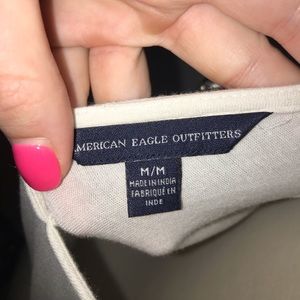 AMERICAN EAGLE OUTFITTERS
M/M
MADE IN INDIA
FABRIQUÉ EN
INDE